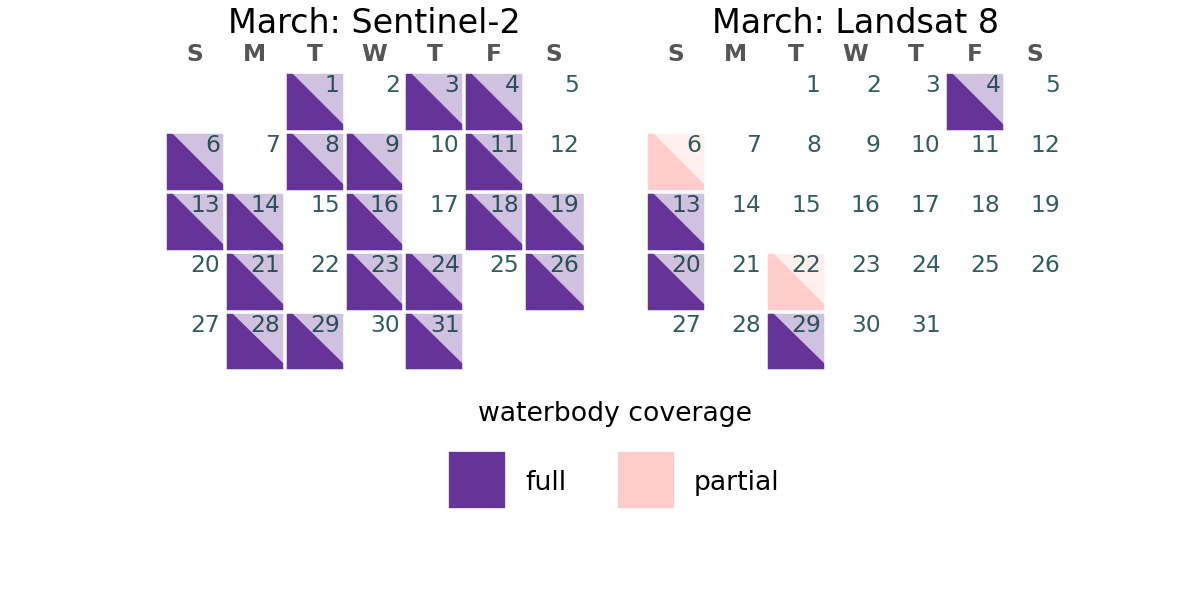 March: Sentinel-2
S M T W T F S
1 2 3 4 5
6 7 8 9 10 11 12
13 14 15 16 17 18 19
20 21 22 23 24 25 26
27 28 29 30 31
March: Landsat 8
S M T W T F S
1 2 3 4 5
6 7 8 9 10 11 12
13 14 15 16 17 18 19
20 21 22 23 24 25 26
27 28 29 30 31
waterbody coverage
full partial